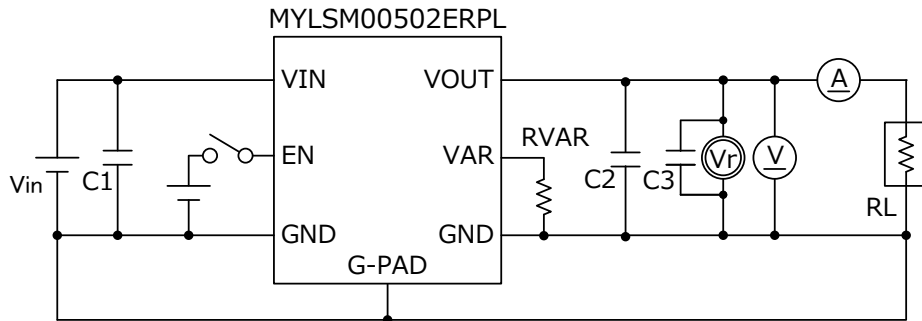 MYLSM00502ERPL
VIN
VOUT
A
EN
VAR
RVAR
Vin
C1
C2
C3
Vr
V
RL
GND
GND
G-PAD